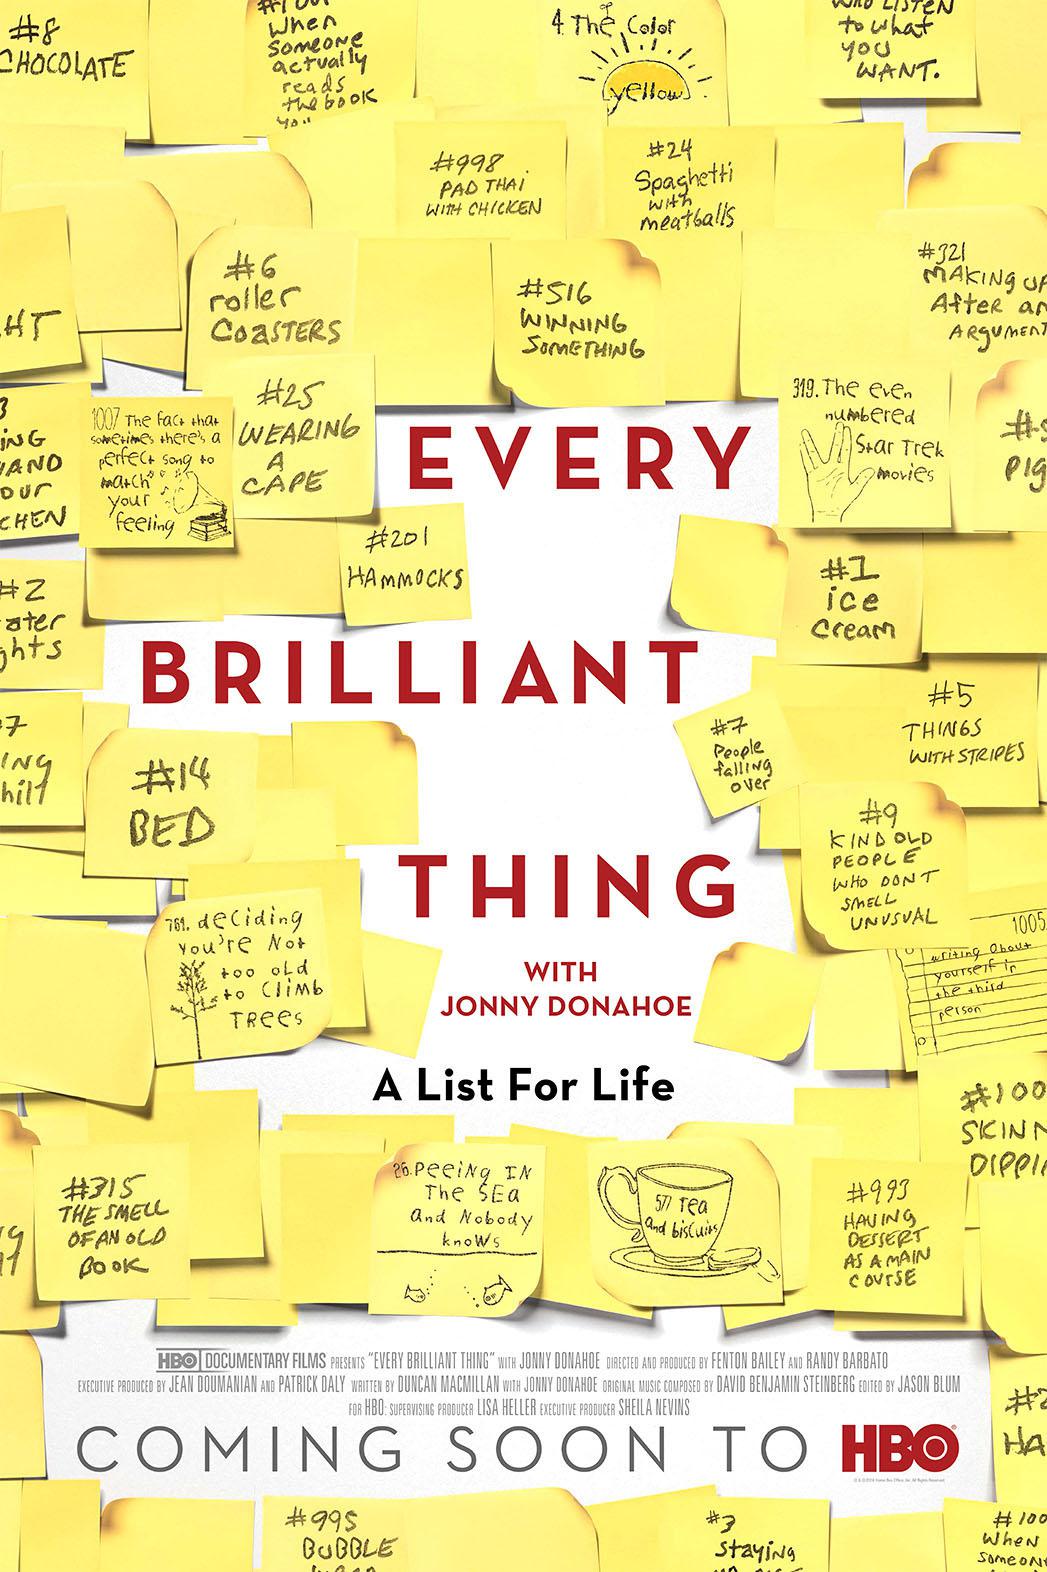 #8
CHOCOLATE
When
someone
actually
reads
the book
4. The Color
yellow
WHO LISTEN
to what
YOU
WANT.
#998
PAD THAI
WITH CHICKEN
#24
Spaghetti
with
meatballs
#6
roller
COASTERS
#516
WINNING
SOMETHING
#321
MAKING UP
After an
ARGUMENT
#25
WEARING
A
CAPE
1007 The fact that
sometimes there's a
perfect song to
match
your
feeling
319. The even
numbered
Star Trek
movies
EVERY
#201
HAMMOCKS
#1
ice
cream
#2
BRILLIANT
#5
THINGS
WITH STRIPES
#7
People
falling
over
#14
BED
#9
KIND OLD
PEOPLE
WHO DON'T
SMELL
UNUSUAL
THING
761. deciding
you're Not
too old
to climb
TREES
WITH
JONNY DONAHOE
1005.
writing about
yourself in
the third
person
A List For Life
#100
SKINN
DIPPI
#315
THE SMELL
OF AN OLD
BOOK
26. Peeing IN
The SEa
and Nobody
knows
577 Tea
and biscuits
#993
HAVING
DESSERT
AS A MAIN
COURSE
HBO DOCUMENTARY FILMS PRESENTS "EVERY BRILLIANT THING" WITH JONNY DONAHOE DIRECTED AND PRODUCED BY FENTON BAILEY AND RANDY BARBATO
EXECUTIVE PRODUCED BY JEAN DOUMANIAN AND PATRICK DALY WRITTEN BY DUNCAN MACMILLAN WITH JONNY DONAHOE ORIGINAL MUSIC COMPOSED BY DAVID BENJAMIN STEINBERG EDITED BY JASON BLUM
FOR HBO: SUPERVISING PRODUCER LISA HELLER EXECUTIVE PRODUCER SHEILA NEVINS
COMING SOON TO HBO
#995
BUBBLE
#3
staying
#100
When
someon